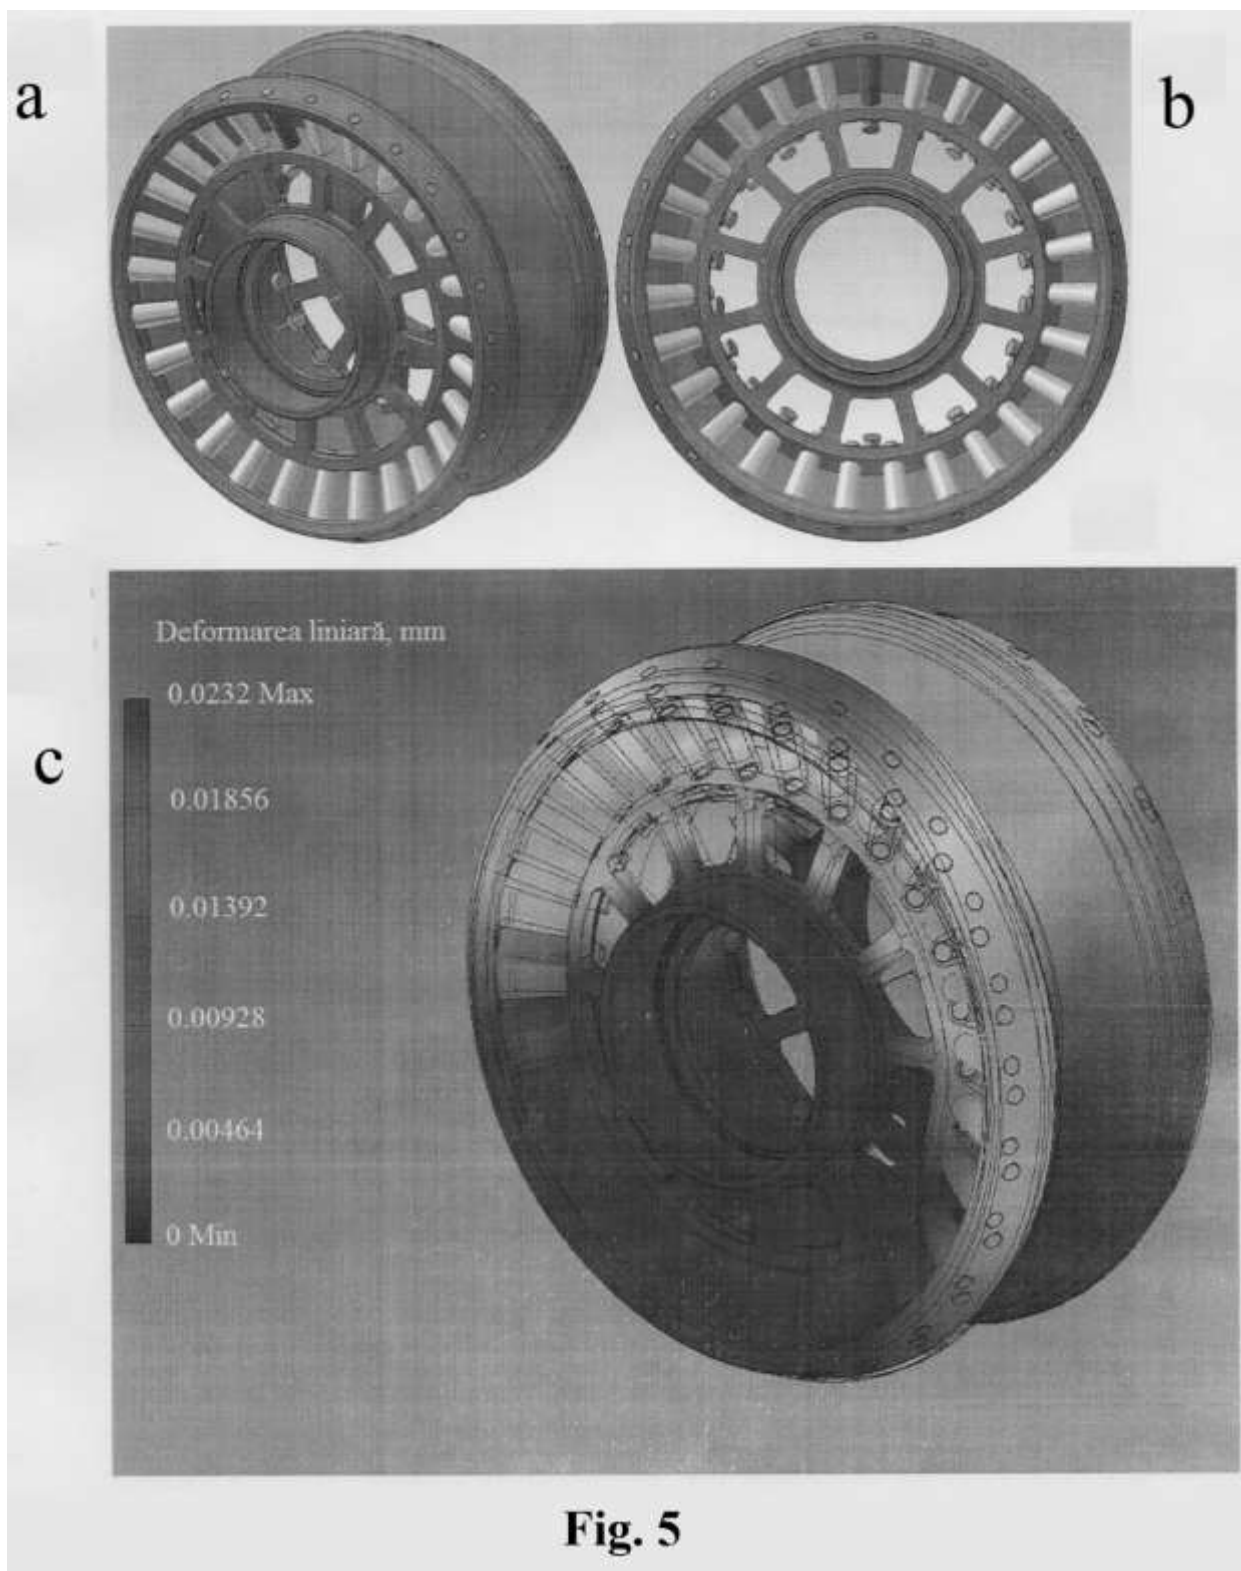 a
b
Deformarea liniară, mm
0.0232 Max
0.01856
c
0.01392
0.00928
0.00464
0 Min
Fig. 5